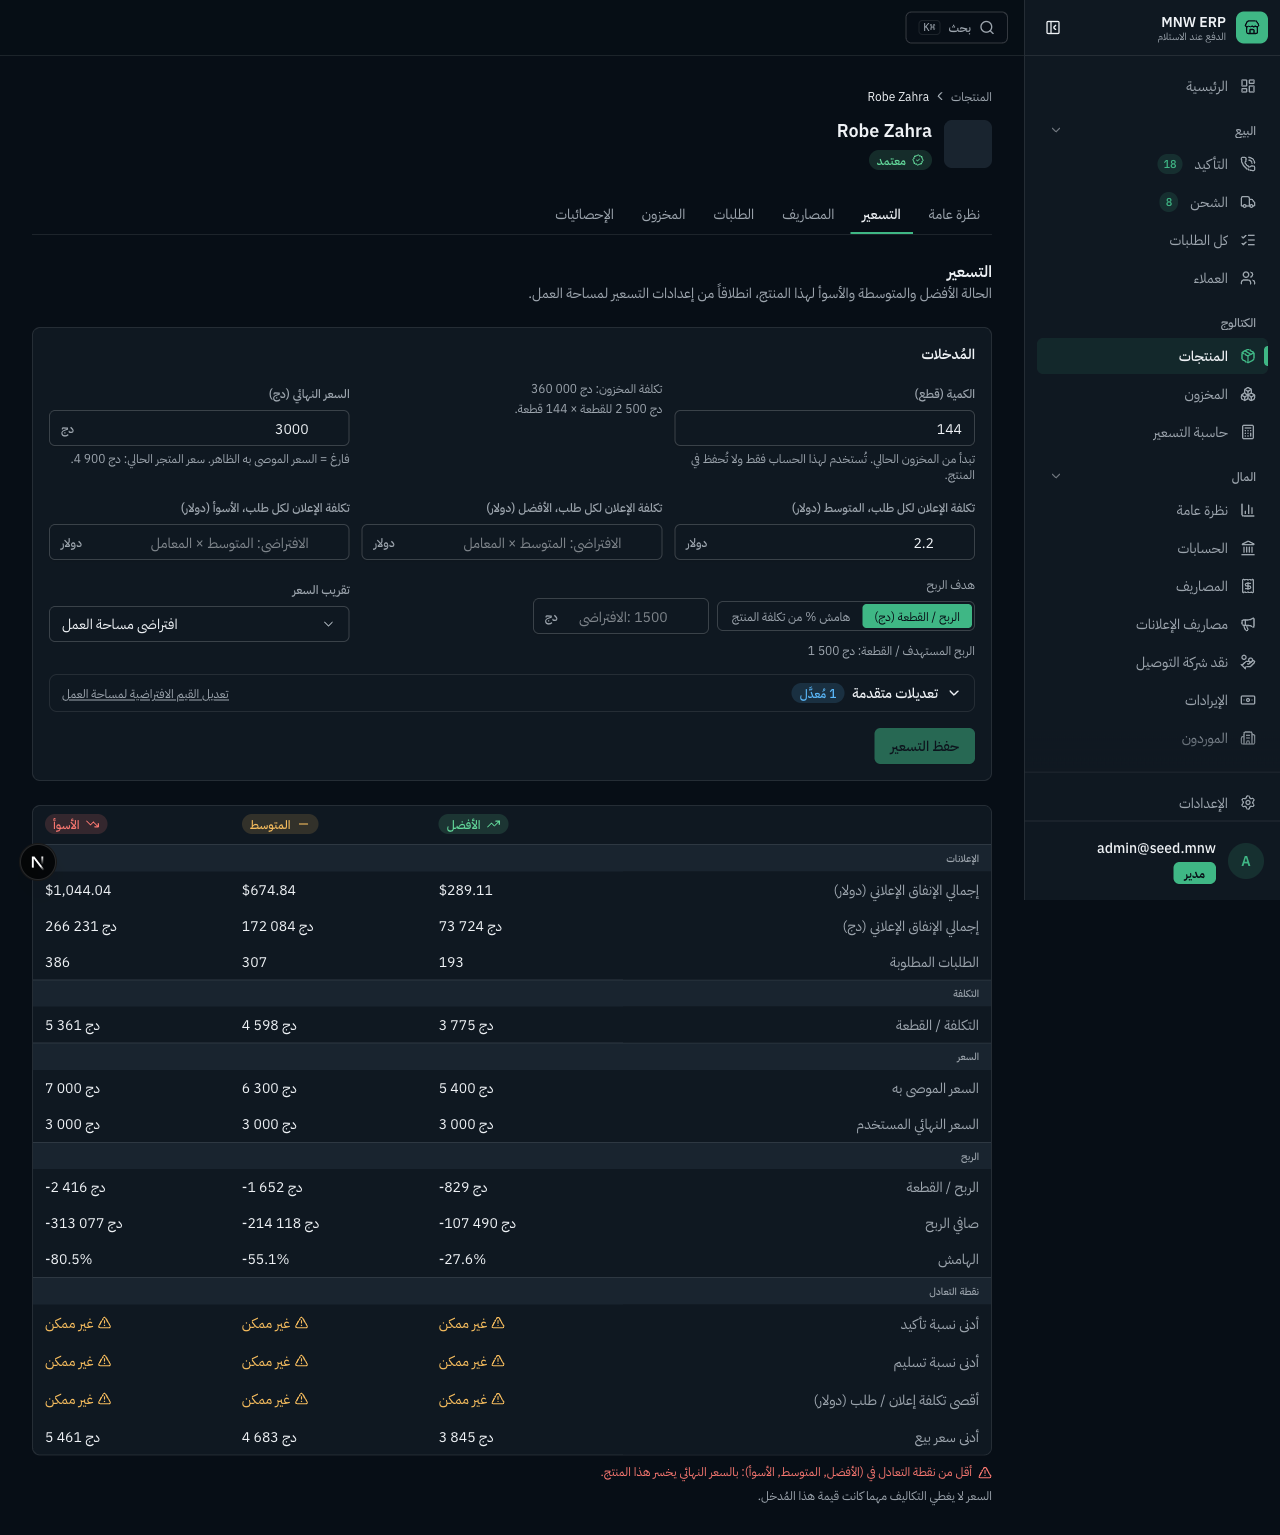 MNW ERP
الدفع عند الاستلام
بحث ⌘K
الرئيسية
البيع
التأكيد 18
الشحن 8
كل الطلبات
العملاء
الكتالوج
المنتجات
المخزون
حاسبة التسعير
المال
نظرة عامة
الحسابات
المصاريف
مصاريف الإعلانات
نقد شركة التوصيل
الإيرادات
الموردون
الإعدادات
A
admin@seed.mnw
مدير
المنتجات Robe Zahra
Robe Zahra
معتمد
نظرة عامة التسعير المصاريف الطلبات المخزون الإحصائيات
التسعير
الحالة الأفضل والمتوسطة والأسوأ لهذا المنتج، انطلاقاً من إعدادات التسعير لمساحة العمل.
المُدخلات
الكمية (قطع)
144
تبدأ من المخزون الحالي. تُستخدم لهذا الحساب فقط ولا تُحفظ في
المنتج.
تكلفة المخزون: دج 000 360
دج 500 2 للقطعة × 144 قطعة.
السعر النهائي (دج)
3000 دج
فارغ = السعر الموصى به الظاهر. سعر المتجر الحالي: دج 900 4.
تكلفة الإعلان لكل طلب، المتوسط (دولار)
2.2 دولار
تكلفة الإعلان لكل طلب، الأفضل (دولار)
الافتراضي: المتوسط × المعامل دولار
تكلفة الإعلان لكل طلب، الأسوأ (دولار)
الافتراضي: المتوسط × المعامل دولار
هدف الربح
الربح / القطعة (دج) هامش % من تكلفة المنتج
1500 :الافتراضي دج
الربح المستهدف / القطعة: دج 500 1
تقريب السعر
افتراضي مساحة العمل
تعديلات متقدمة 1 مُعدَّل تعديل القيم الافتراضية لمساحة العمل
حفظ التسعير
الأفضل المتوسط الأسوأ
الإعلانات
إجمالي الإنفاق الإعلاني (دولار) $289.11 $674.84 $1,044.04
إجمالي الإنفاق الإعلاني (دج) 73 724 دج 172 084 دج 266 231 دج
الطلبات المطلوبة 193 307 386
التكلفة
التكلفة / القطعة 3 775 دج 4 598 دج 5 361 دج
السعر
السعر الموصى به 5 400 دج 6 300 دج 7 000 دج
السعر النهائي المستخدم 3 000 دج 3 000 دج 3 000 دج
الربح
الربح / القطعة -829 دج -1 652 دج -2 416 دج
صافي الربح -107 490 دج -214 118 دج -313 077 دج
الهامش -27.6% -55.1% -80.5%
نقطة التعادل
أدنى نسبة تأكيد غير ممكن غير ممكن غير ممكن
أدنى نسبة تسليم غير ممكن غير ممكن غير ممكن
أقصى تكلفة إعلان / طلب (دولار) غير ممكن غير ممكن غير ممكن
أدنى سعر بيع 3 845 دج 4 683 دج 5 461 دج
أقل من نقطة التعادل في (الأفضل, المتوسط, الأسوأ): بالسعر النهائي يخسر هذا المنتج.
السعر لا يغطي التكاليف مهما كانت قيمة هذا المُدخل.
N